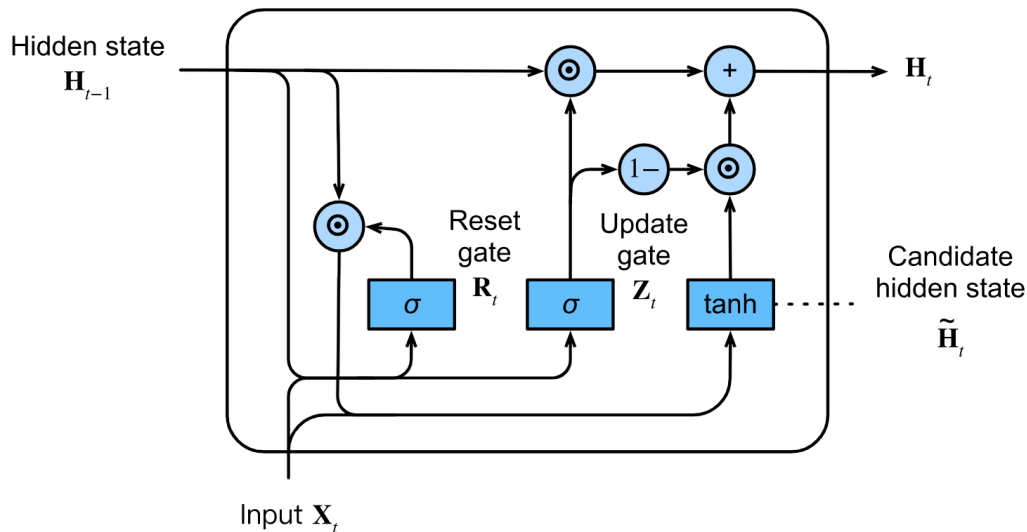 Hidden state
H_{t−1}
⊙
+
H_t
1−
⊙
⊙
Reset
gate
R_t
Update
gate
Z_t
Candidate
hidden state
H̃_t
σ
σ
tanh
Input X_t